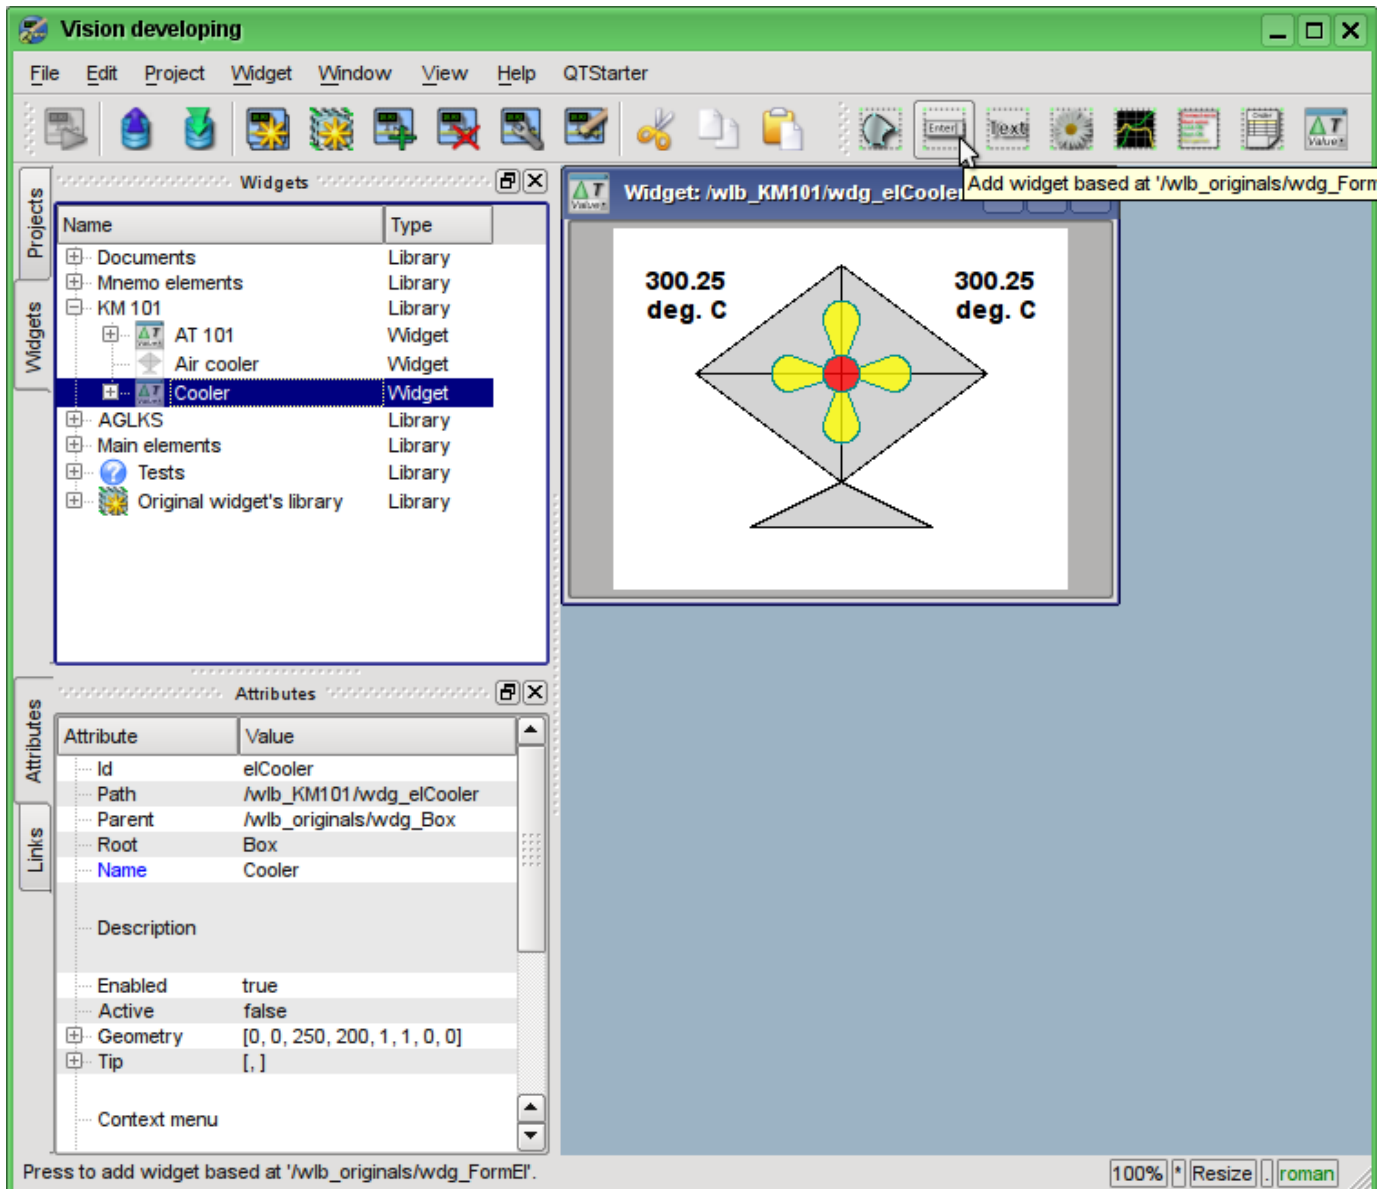 Vision developing
File Edit Project Widget Window View Help QTStarter
Enter Text ΔT
Add widget based at '/wlb_originals/wdg_Form
Projects
Widgets
Widgets
Name Type
Documents Library
Mnemo elements Library
KM 101 Library
AT 101 Widget
Air cooler Widget
Cooler Widget
AGLKS Library
Main elements Library
Tests Library
Original widget's library Library
ΔT Widget: /wlb_KM101/wdg_elCooler
300.25
deg. C
300.25
deg. C
Attributes
Links
Attributes
Attribute Value
Id elCooler
Path /wlb_KM101/wdg_elCooler
Parent /wlb_originals/wdg_Box
Root Box
Name Cooler
Description
Enabled true
Active false
Geometry [0, 0, 250, 200, 1, 1, 0, 0]
Tip [, ]
Context menu
Press to add widget based at '/wlb_originals/wdg_FormEl'.
100% * Resize . roman